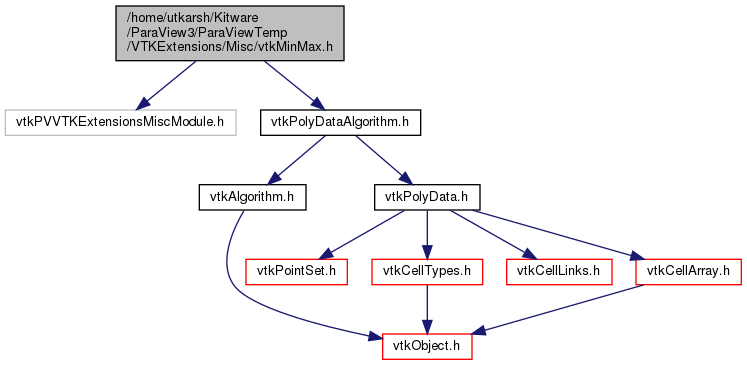 /home/utkarsh/Kitware
/ParaView3/ParaViewTemp
/VTKExtensions/Misc/vtkMinMax.h
vtkPVVTKExtensionsMiscModule.h
vtkPolyDataAlgorithm.h
vtkAlgorithm.h
vtkPolyData.h
vtkPointSet.h
vtkCellTypes.h
vtkCellLinks.h
vtkCellArray.h
vtkObject.h